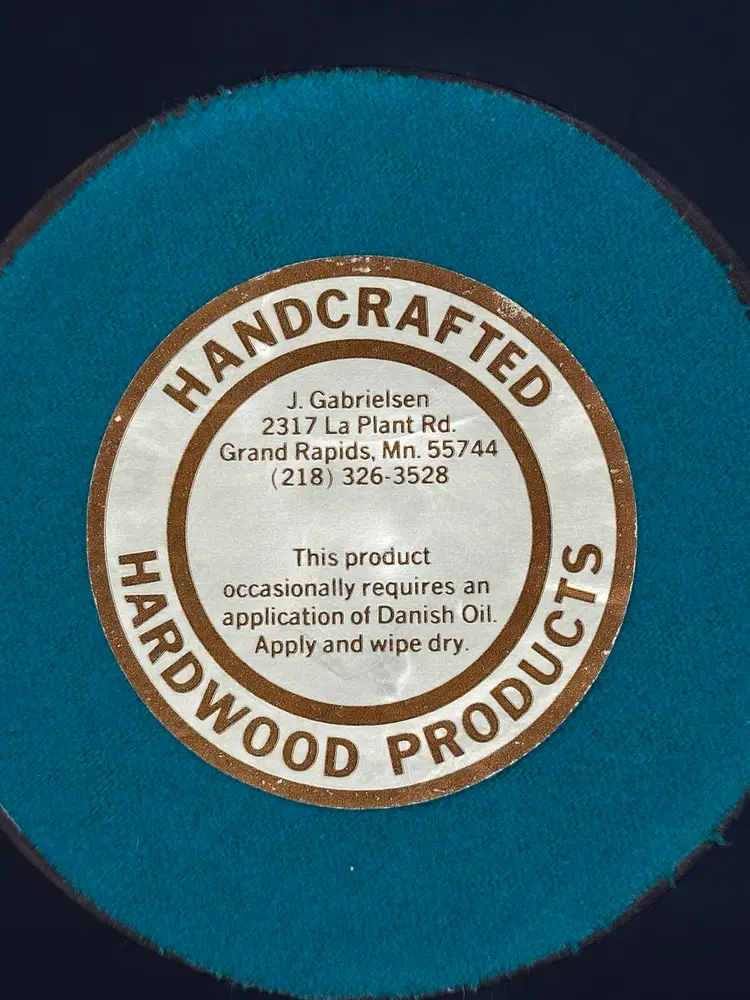 HANDCRAFTED
J. Gabrielsen
2317 La Plant Rd.
Grand Rapids, Mn. 55744
(218) 326-3528
This product
occasionally requires an
application of Danish Oil.
Apply and wipe dry.
HARDWOOD PRODUCTS